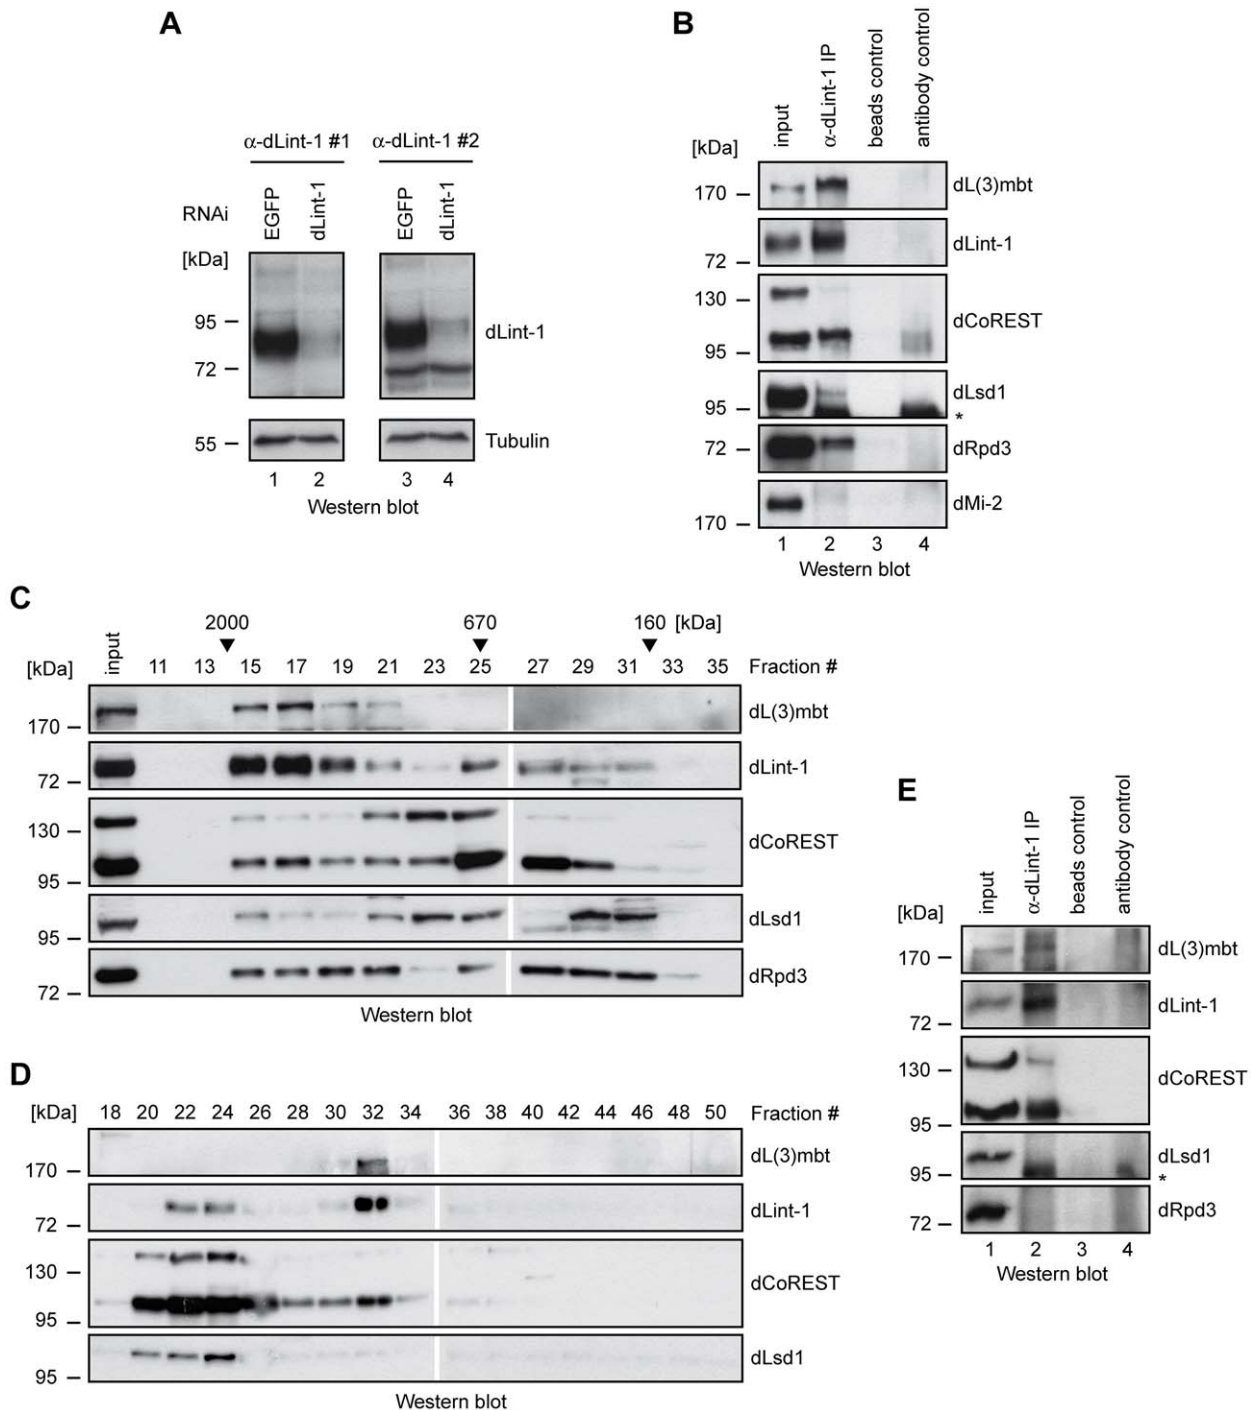 A
α-dLint-1 #1 α-dLint-1 #2
RNAi EGFP dLint-1 EGFP dLint-1
[kDa]
95
dLint-1
72
55 Tubulin
1 2 3 4
Western blot
B
[kDa] input α-dLint-1 IP beads control antibody control
170 dL(3)mbt
dLint-1
72
130
dCoREST
95
dLsd1
95
*
72 dRpd3
dMi-2
170
1 2 3 4
Western blot
C
2000 670 160 [kDa]
[kDa] input 11 13 15 17 19 21 23 25 27 29 31 33 35 Fraction #
dL(3)mbt
170
dLint-1
72
130
dCoREST
95
dLsd1
95
dRpd3
72
Western blot
D
[kDa] 18 20 22 24 26 28 30 32 34 36 38 40 42 44 46 48 50 Fraction #
dL(3)mbt
170
dLint-1
72
130
dCoREST
95
dLsd1
95
Western blot
E
[kDa] input α-dLint-1 IP beads control antibody control
dL(3)mbt
170
dLint-1
72
130
dCoREST
95
dLsd1
95
*
dRpd3
72
1 2 3 4
Western blot